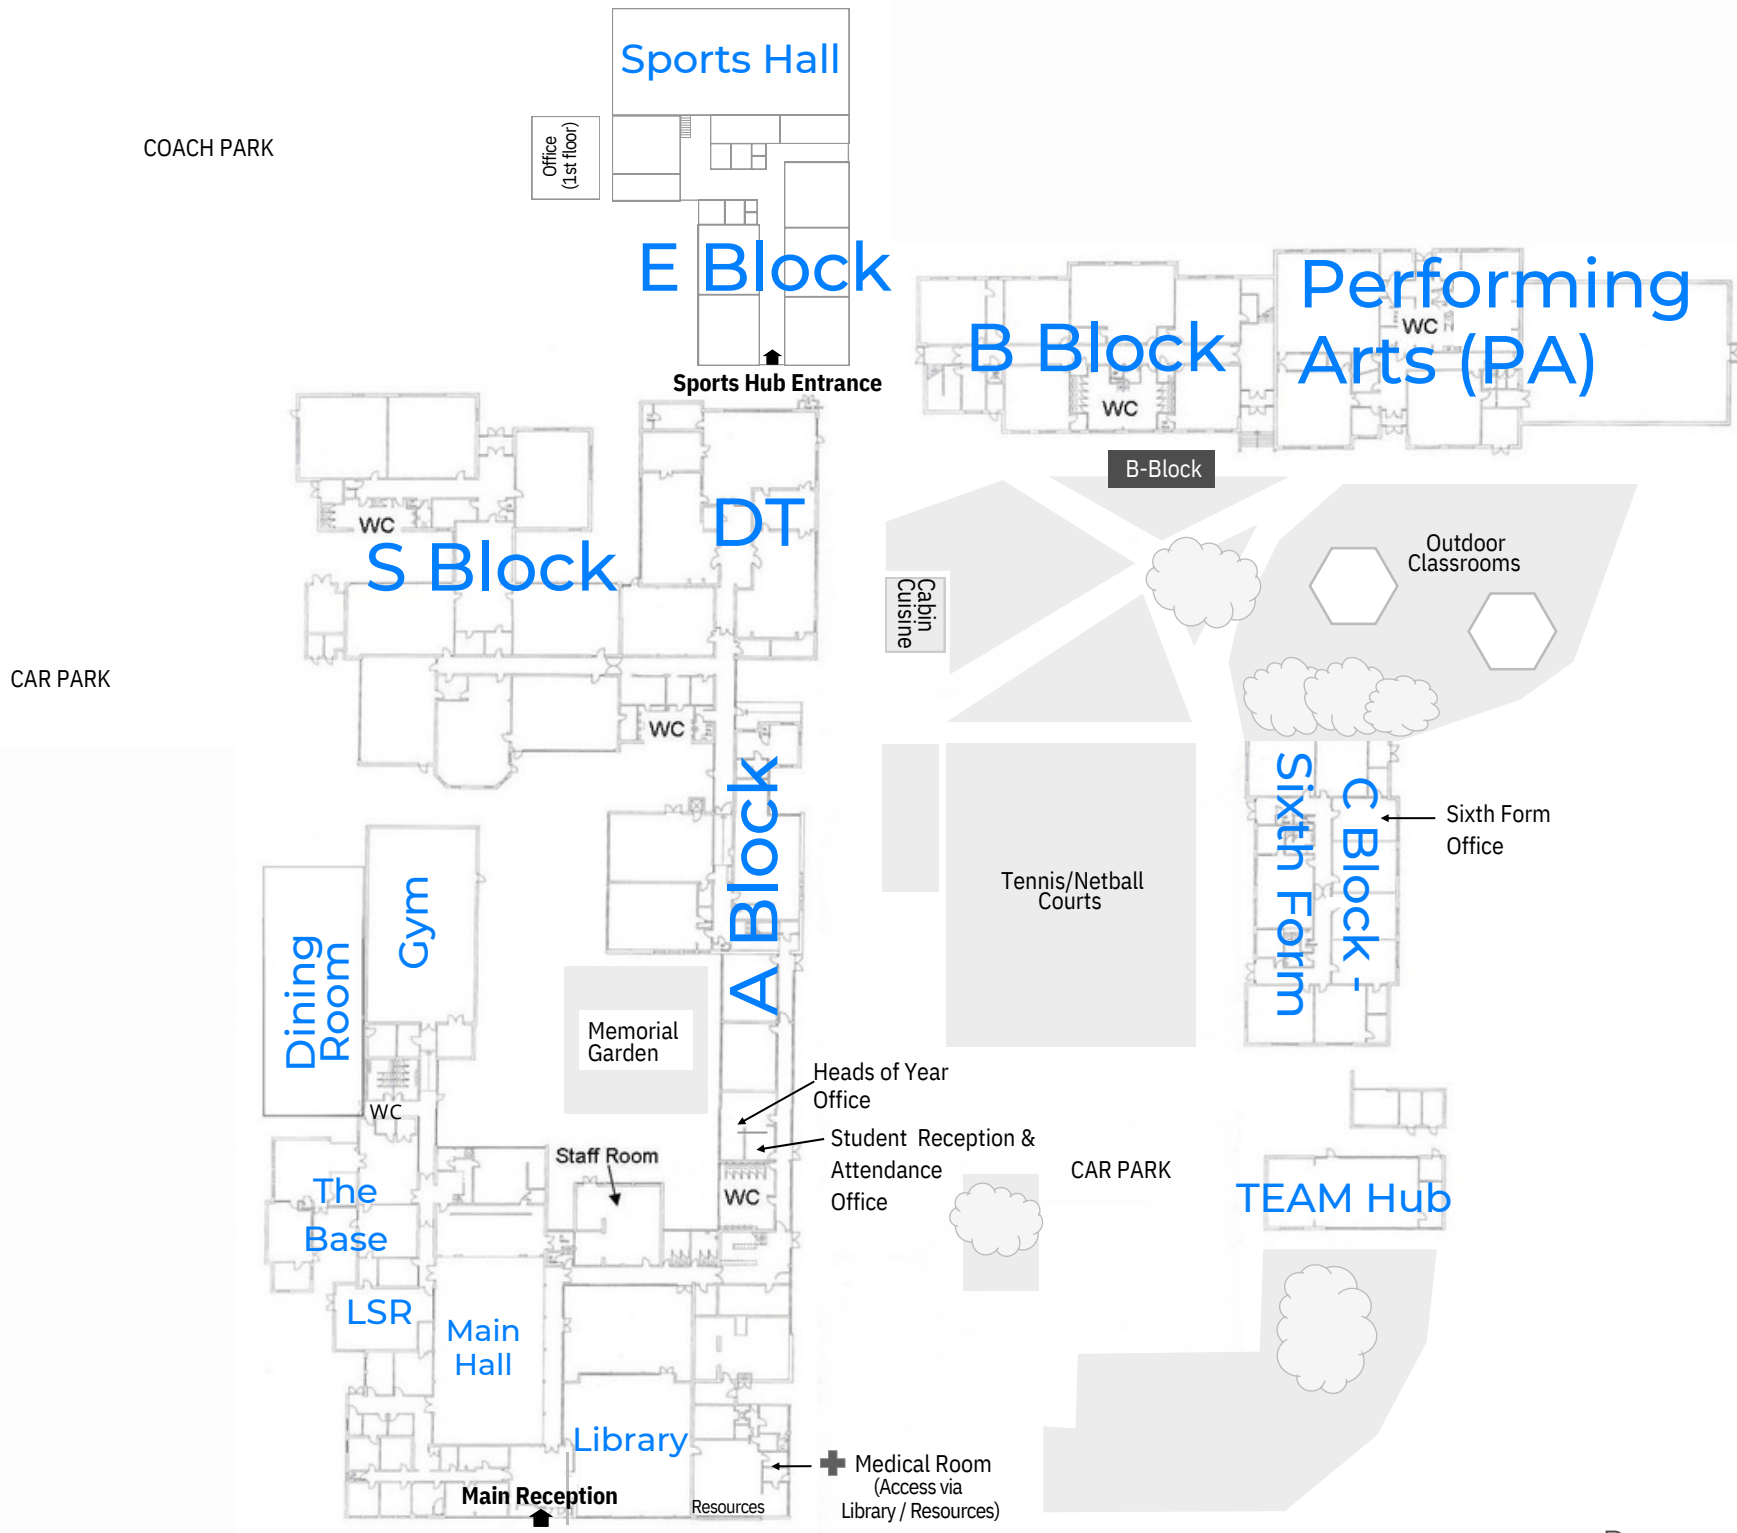 Sports Hall
Office
(1st floor)
COACH PARK
E Block
Sports Hub Entrance
B Block
WC
Performing
Arts (PA)
WC
B-Block
WC
S Block
DT
Outdoor
Classrooms
Cabin
Cuisine
CAR PARK
WC
A Block
Sixth Form
C Block -
Sixth Form
Office
Tennis/Netball
Courts
Gym
Dining
Room
Memorial
Garden
Heads of Year
Office
WC
Student Reception &
Attendance
Office
Staff Room
CAR PARK
WC
The
Base
TEAM Hub
LSR
Main
Hall
Library
Medical Room
(Access via
Library / Resources)
Main Reception
Resources